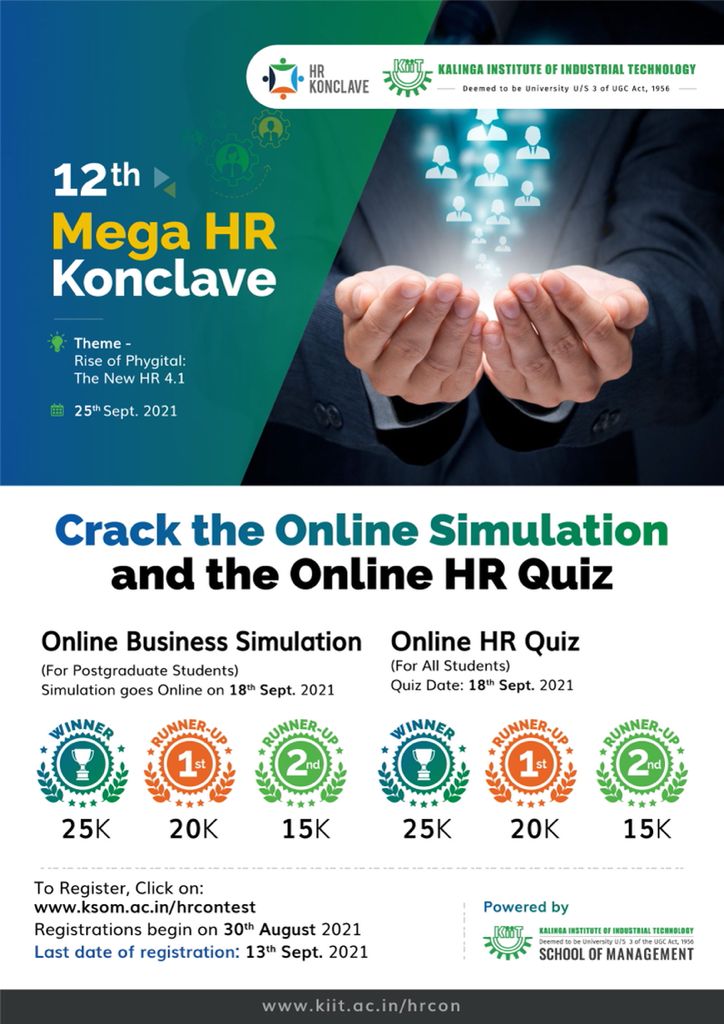 HR
KONCLAVE
KiiT
KALINGA INSTITUTE OF INDUSTRIAL TECHNOLOGY
Deemed to be University U/S 3 of UGC Act, 1956
12th
Mega HR
Konclave
Theme -
Rise of Phygital:
The New HR 4.1
25th Sept. 2021
Crack the Online Simulation
and the Online HR Quiz
Online Business Simulation
(For Postgraduate Students)
Simulation goes Online on 18th Sept. 2021
WINNER
25K
RUNNER-UP
1st
20K
RUNNER-UP
2nd
15K
Online HR Quiz
(For All Students)
Quiz Date: 18th Sept. 2021
WINNER
25K
RUNNER-UP
1st
20K
RUNNER-UP
2nd
15K
To Register, Click on:
www.ksom.ac.in/hrcontest
Registrations begin on 30th August 2021
Last date of registration: 13th Sept. 2021
Powered by
KiiT
KALINGA INSTITUTE OF INDUSTRIAL TECHNOLOGY
Deemed to be University U/S 3 of the UGC Act, 1956
SCHOOL OF MANAGEMENT
www.kiit.ac.in/hrcon